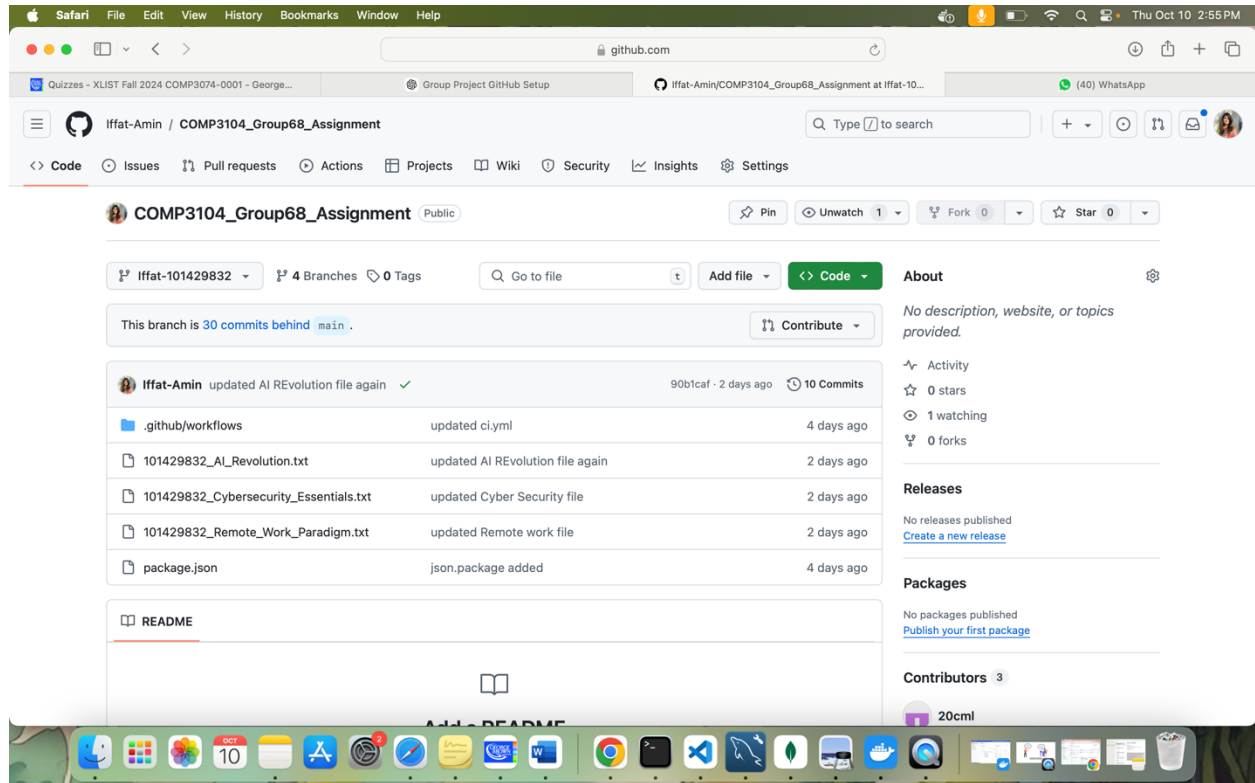 Safari File Edit View History Bookmarks Window Help Thu Oct 10 2:55 PM
github.com
Quizzes - XLIST Fall 2024 COMP3074-0001 - George... Group Project GitHub Setup Iffat-Amin/COMP3104_Group68_Assignment at Iffat-10... (40) WhatsApp
Iffat-Amin / COMP3104_Group68_Assignment Type / to search
<> Code Issues Pull requests Actions Projects Wiki Security Insights Settings
COMP3104_Group68_Assignment Public Pin Unwatch 1 Fork 0 Star 0
Iffat-101429832 4 Branches 0 Tags Go to file t Add file <> Code About
This branch is 30 commits behind main . Contribute
No description, website, or topics
provided.
Activity
Iffat-Amin updated AI REvolution file again 90b1caf · 2 days ago 10 Commits
0 stars
1 watching
.github/workflows updated ci.yml 4 days ago
0 forks
101429832_AI_Revolution.txt updated AI REvolution file again 2 days ago
101429832_Cybersecurity_Essentials.txt updated Cyber Security file 2 days ago
Releases
101429832_Remote_Work_Paradigm.txt updated Remote work file 2 days ago
No releases published
Create a new release
package.json json.package added 4 days ago
Packages
README
No packages published
Publish your first package
Contributors 3
20cml
Add a README
OCT
10
2